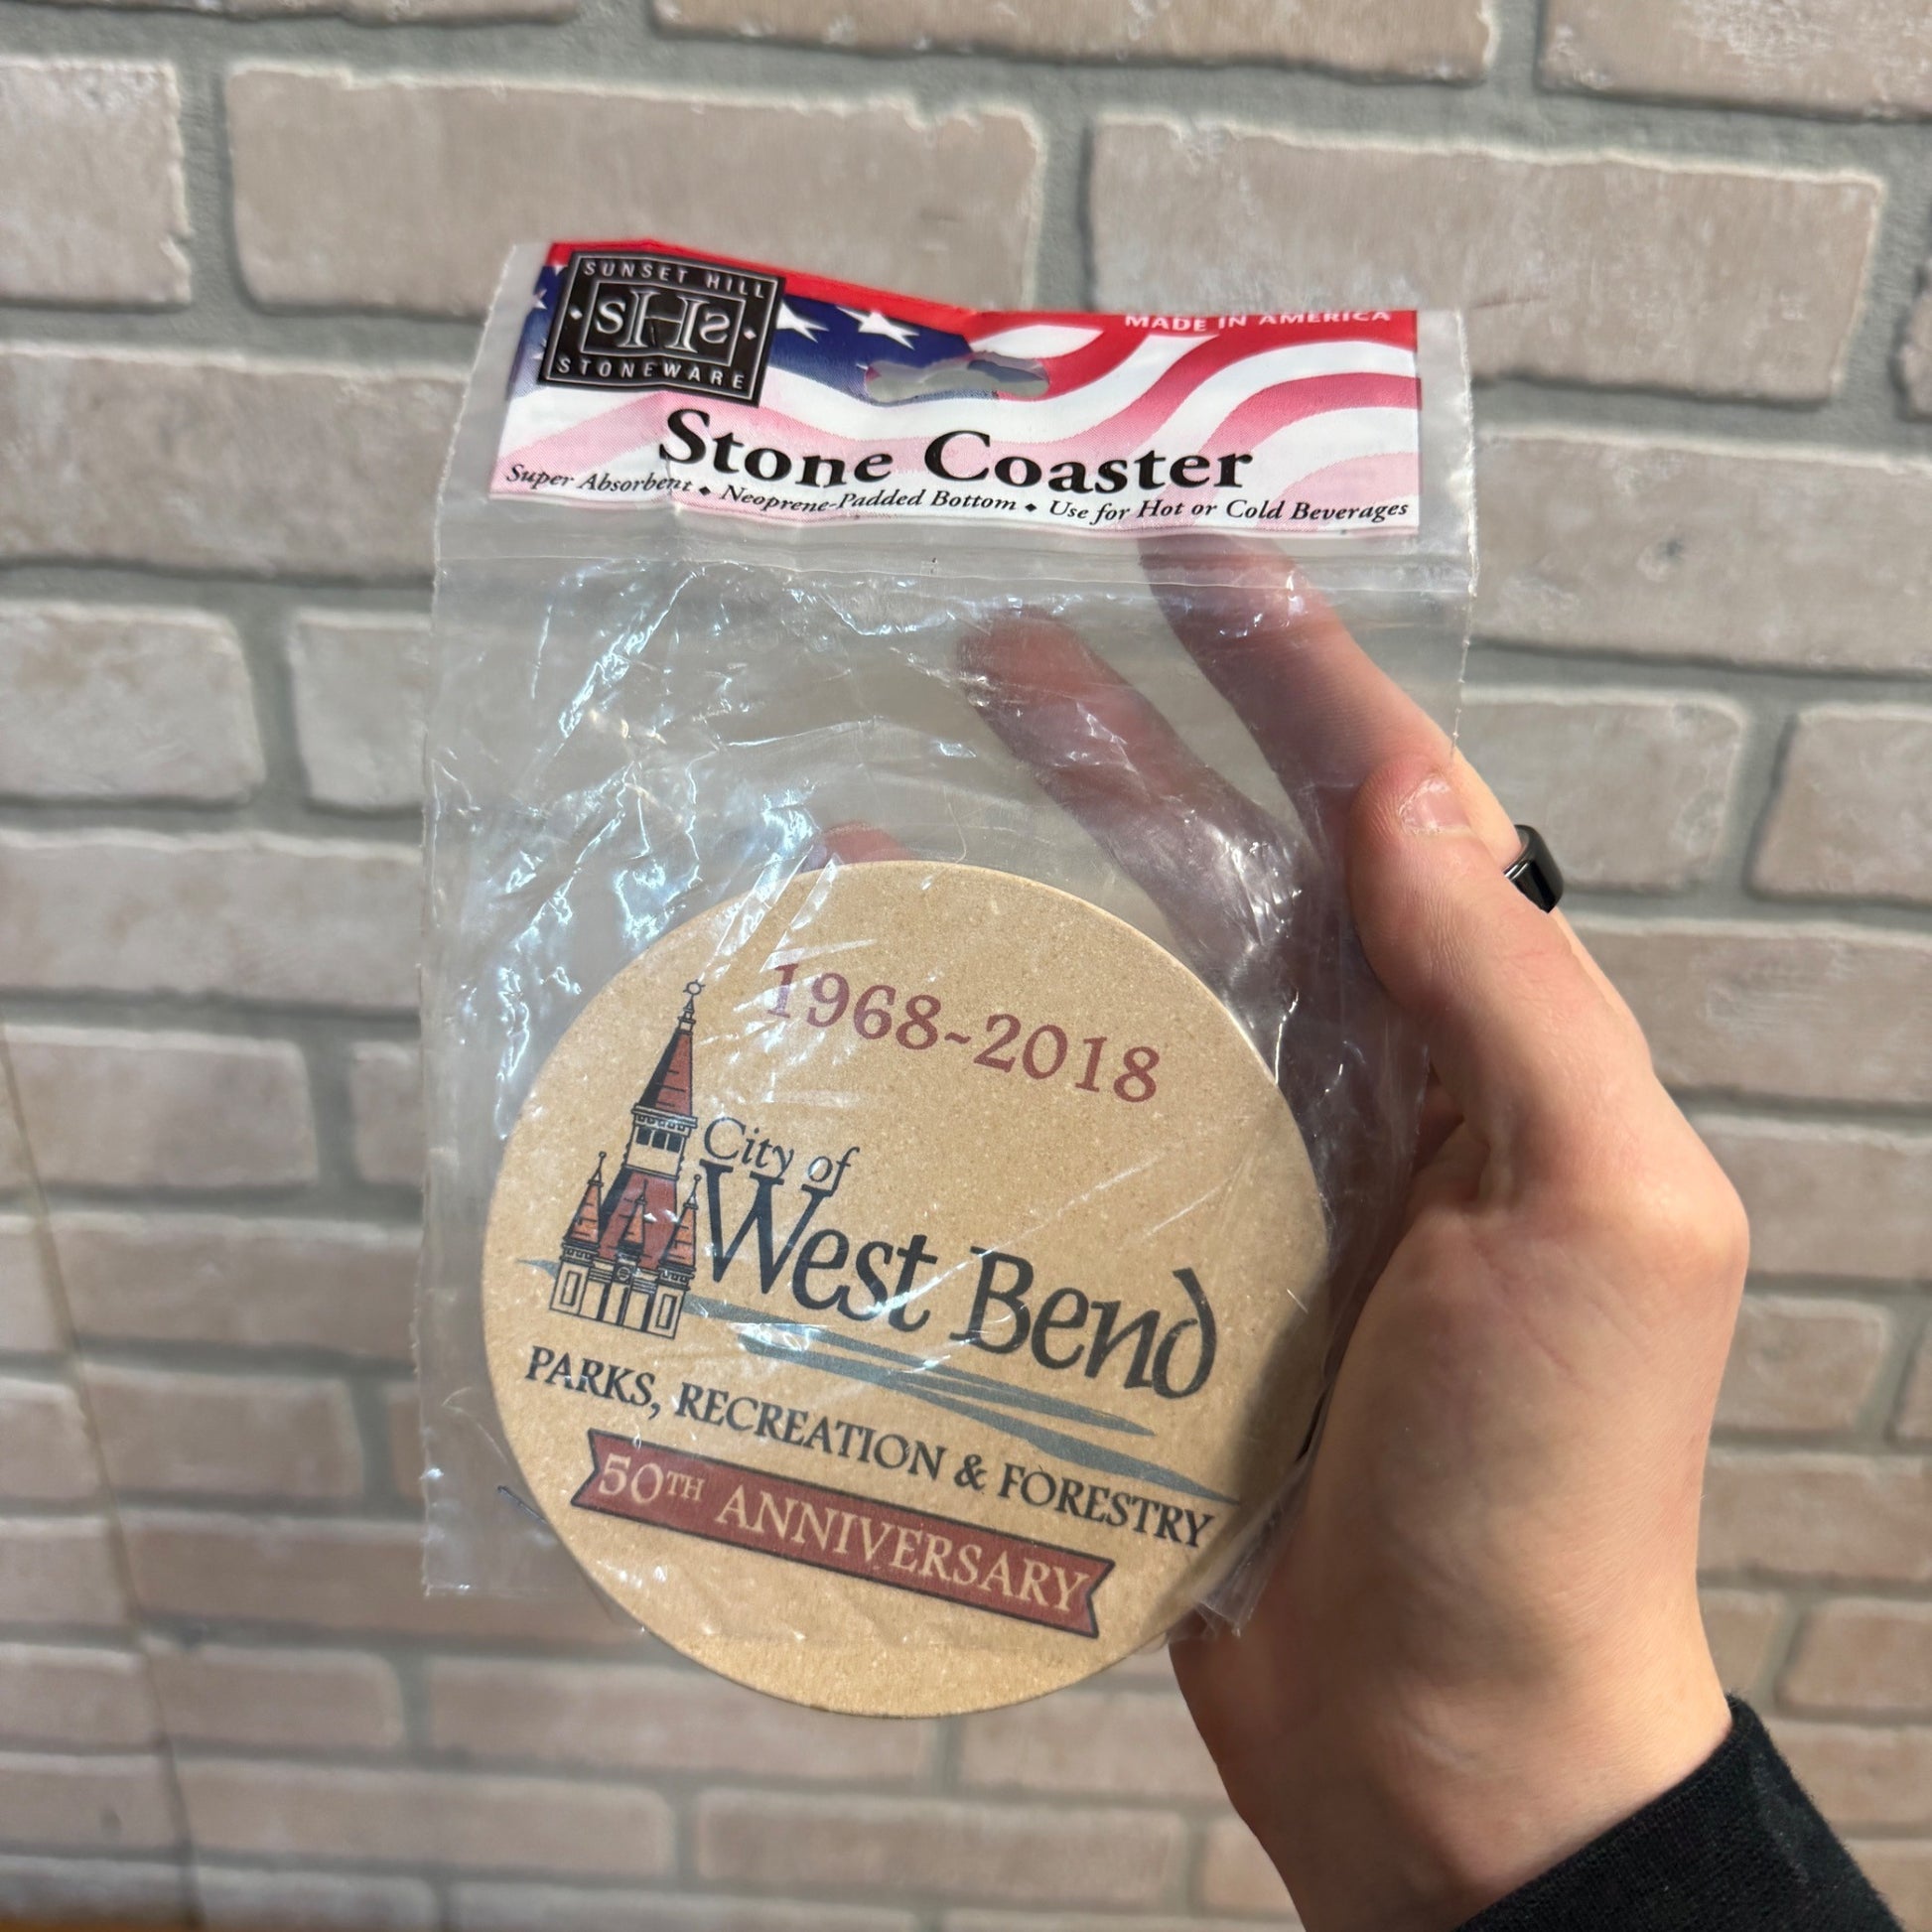 SUNSET HILL
SHS
STONEWARE
MADE IN AMERICA
Stone Coaster
Super Absorbent ◆ Neoprene-Padded Bottom ◆ Use for Hot or Cold Beverages
1968~2018
City of
West Bend
PARKS, RECREATION & FORESTRY
50TH ANNIVERSARY